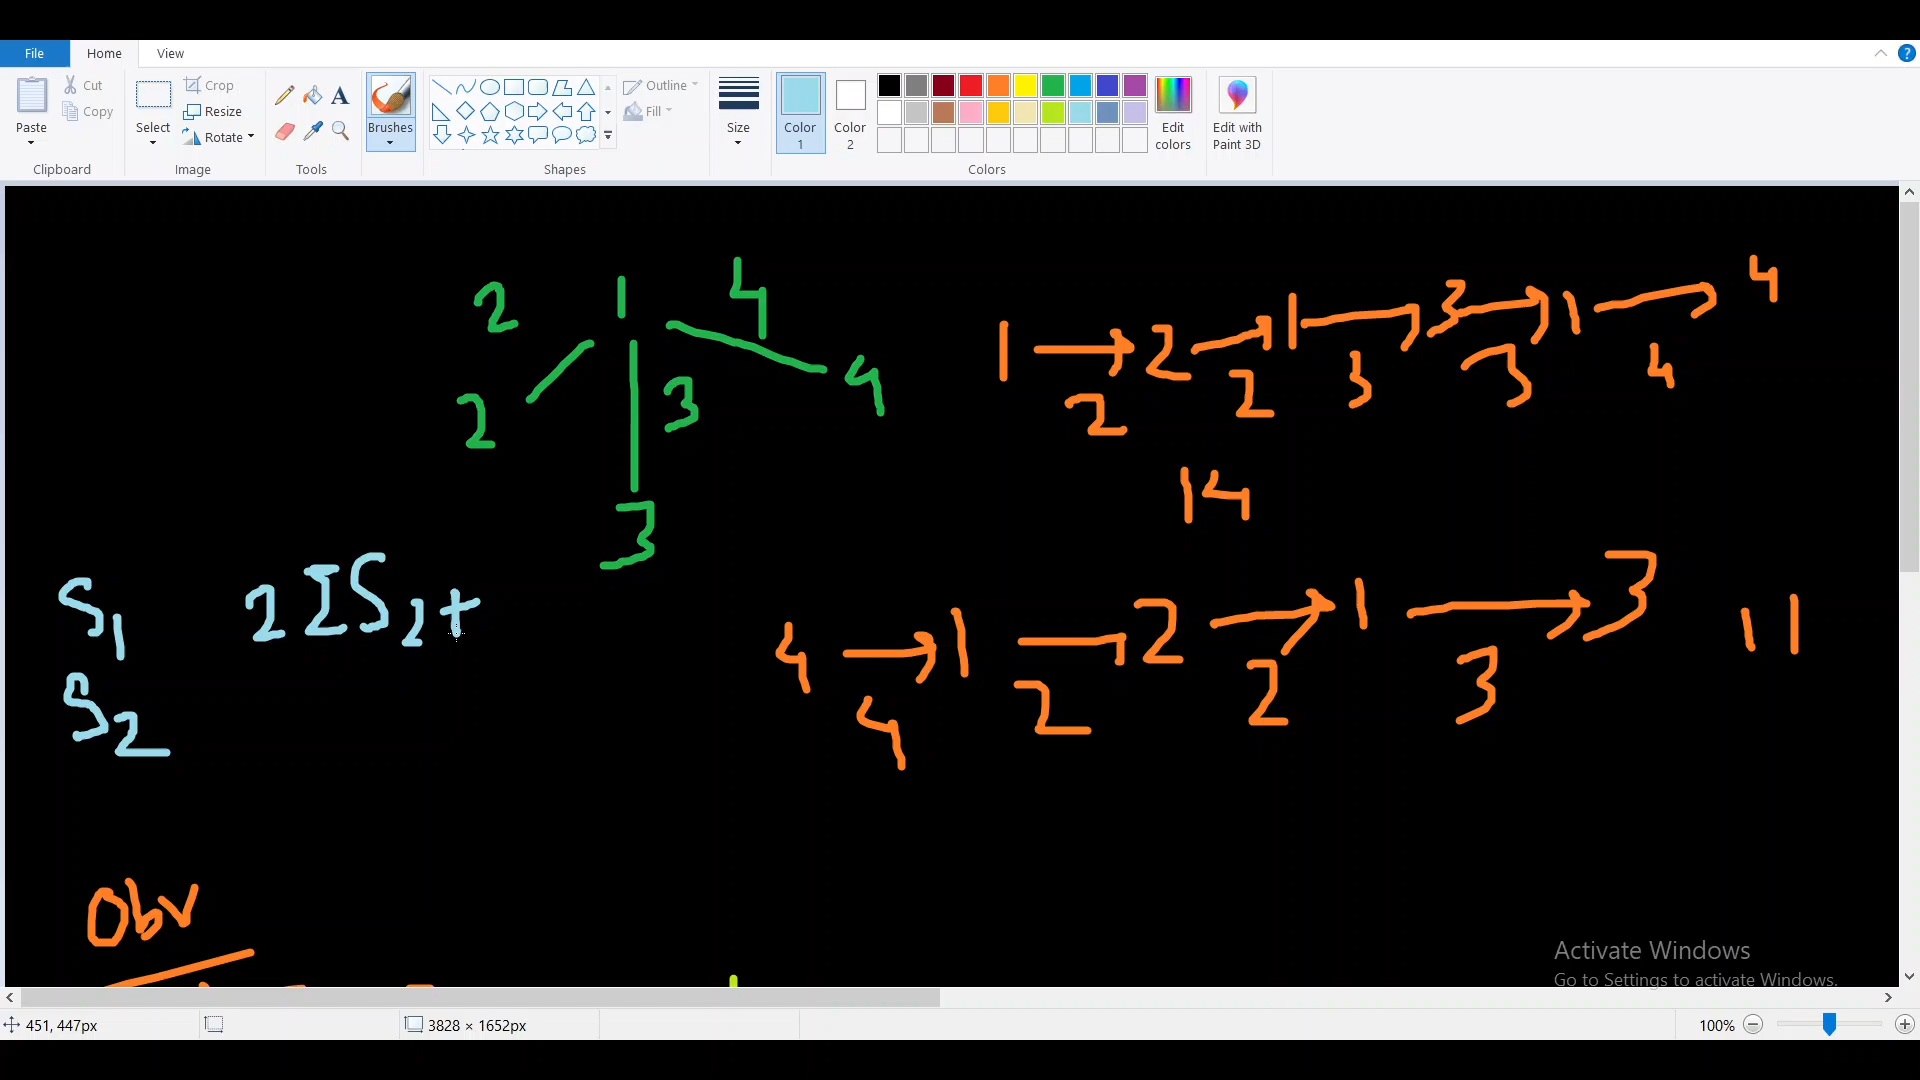 File Home View
Paste Cut Copy Clipboard
Select Crop Resize Rotate Image
Tools
Brushes
Outline Fill Shapes
Size
Color 1 Color 2 Edit colors Colors
Edit with Paint 3D
2 1 4
2 3 4
3
1 → 2 → 1 → 3 → 1 → 4
2 2 3 3 4
14
4 → 1 → 2 → 1 → 3 11
4 2 2 3
S1 2 Σ S2 +
S2
Obv
Activate Windows
Go to Settings to activate Windows.
451, 447px 3828 × 1652px 100%